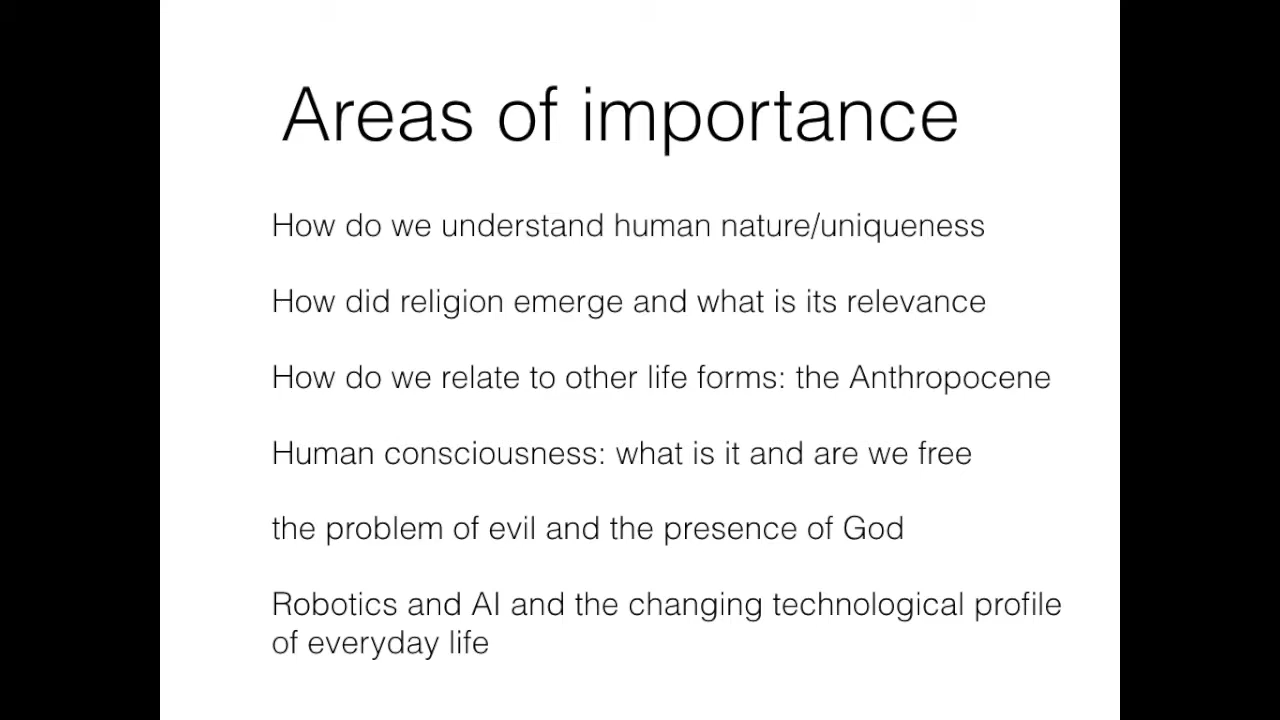 Areas of importance
How do we understand human nature/uniqueness
How did religion emerge and what is its relevance
How do we relate to other life forms: the Anthropocene
Human consciousness: what is it and are we free
the problem of evil and the presence of God
Robotics and AI and the changing technological profile
of everyday life